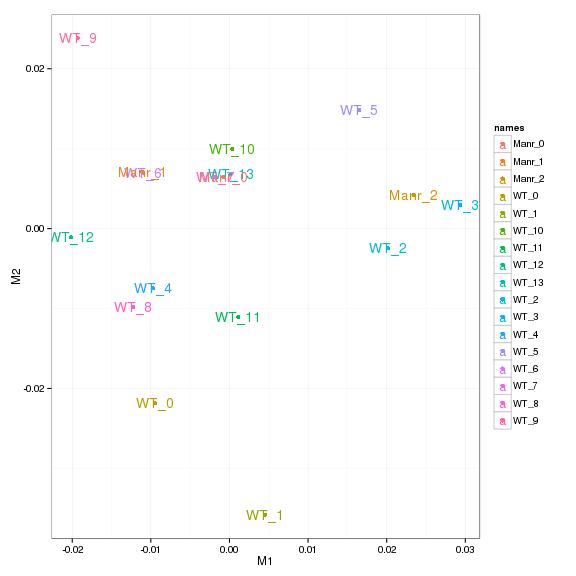 WT_9
0.02
WT_5
names
WT_10
Manr_0
Manr_1
Manr_1 WT_6
WT_13
Manr_2
Manr_2
WT_0
WT_3
WT_1
0.00
WT_10
WT_12
WT_2
WT_11
WT_12
M2
WT_13
WT_4
WT_2
WT_8
WT_3
WT_11
WT_4
WT_5
WT_6
-0.02
WT_7
WT_0
WT_8
WT_9
WT_1
-0.02 -0.01 0.00 0.01 0.02 0.03
M1